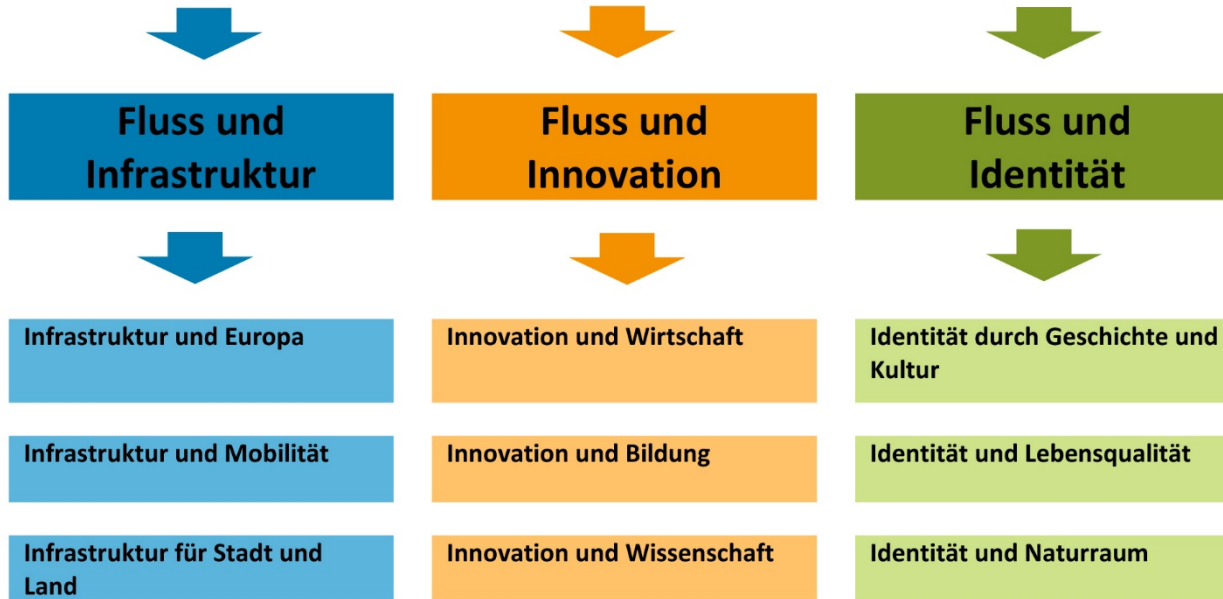 Fluss und
Infrastruktur
Fluss und
Innovation
Fluss und
Identität
Infrastruktur und Europa
Innovation und Wirtschaft
Identität durch Geschichte und
Kultur
Infrastruktur und Mobilität
Innovation und Bildung
Identität und Lebensqualität
Infrastruktur für Stadt und
Land
Innovation und Wissenschaft
Identität und Naturraum